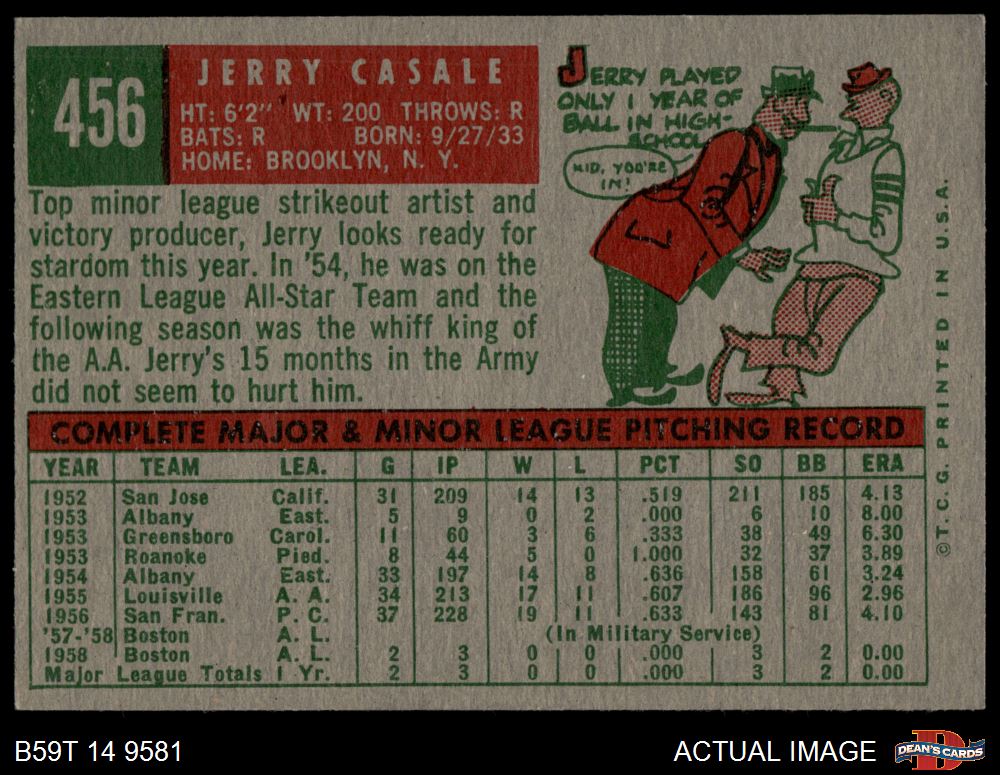 456
JERRY CASALE
HT: 6'2" WT: 200 THROWS: R
BATS: R BORN: 9/27/33
HOME: BROOKLYN, N. Y.
Top minor league strikeout artist and
victory producer, Jerry looks ready for
stardom this year. In '54, he was on the
Eastern League All-Star Team and the
following season was the whiff king of
the A.A. Jerry's 15 months in the Army
did not seem to hurt him.
JERRY PLAYED
ONLY 1 YEAR OF
BALL IN HIGH-
SCHOOL
KID, YOU'RE
IN!
COMPLETE MAJOR & MINOR LEAGUE PITCHING RECORD
YEAR TEAM LEA. G IP W L PCT SO BB ERA
1952 San Jose Calif. 31 209 14 13 .519 211 185 4.13
1953 Albany East. 5 9 0 2 .000 6 10 8.00
1953 Greensboro Carol. 11 60 3 6 .333 38 49 6.30
1953 Roanoke Pied. 8 44 5 0 1.000 32 37 3.89
1954 Albany East. 33 197 14 8 .636 158 61 3.24
1955 Louisville A. A. 34 213 17 11 .607 186 96 2.96
1956 San Fran. P. C. 37 228 19 11 .633 143 81 4.10
'57-'58 Boston A. L. (In Military Service)
1958 Boston A. L. 2 3 0 0 .000 3 2 0.00
Major League Totals 1 Yr. 2 3 0 0 .000 3 2 0.00
© T. C. G. PRINTED IN U.S.A.
B59T 14 9581
ACTUAL IMAGE
D
DEAN'S CARDS